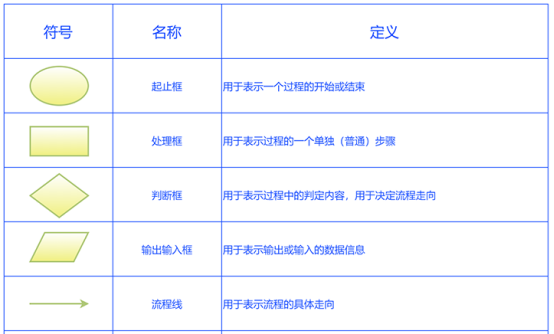 符号 名称 定义
起止框 用于表示一个过程的开始或结束
处理框 用于表示过程的一个单独（普通）步骤
判断框 用于表示过程中的判定内容，用于决定流程走向
输出输入框 用于表示输出或输入的数据信息
流程线 用于表示流程的具体走向